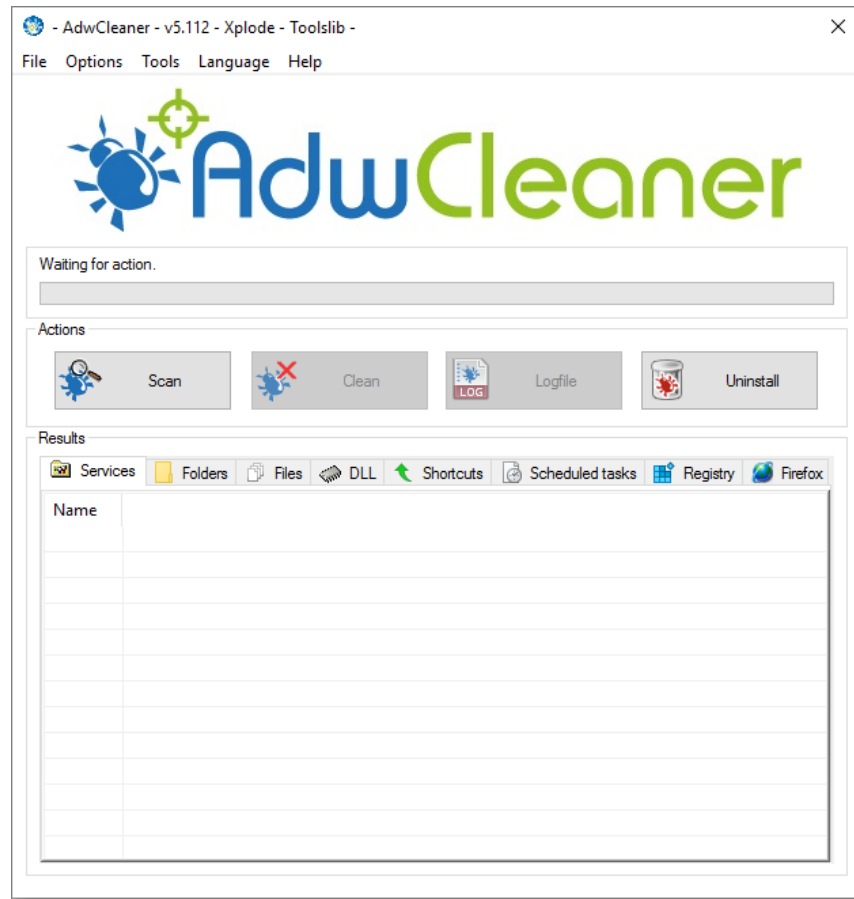 - AdwCleaner - v5.112 - Xplode - Toolslib -
File Options Tools Language Help
AdwCleaner
Waiting for action.
Actions
Scan Clean LOG Logfile Uninstall
Results
Services Folders Files DLL Shortcuts Scheduled tasks Registry Firefox
Name